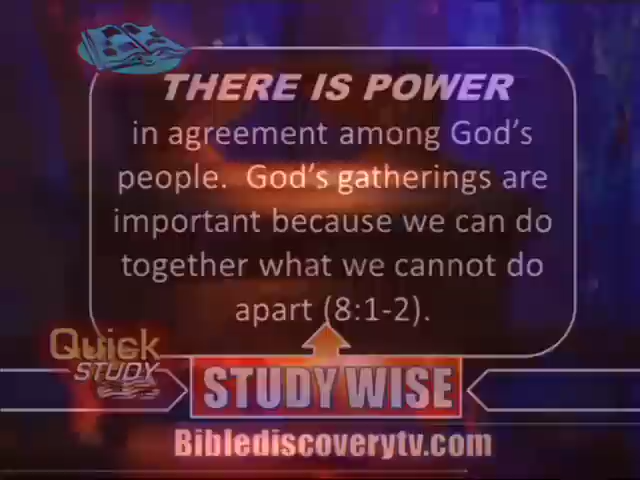 THERE IS POWER
in agreement among God's
people.  God's gatherings are
important because we can do
together what we cannot do
apart (8:1-2).
Quick
STUDY
STUDY WISE
Biblediscoverytv.com